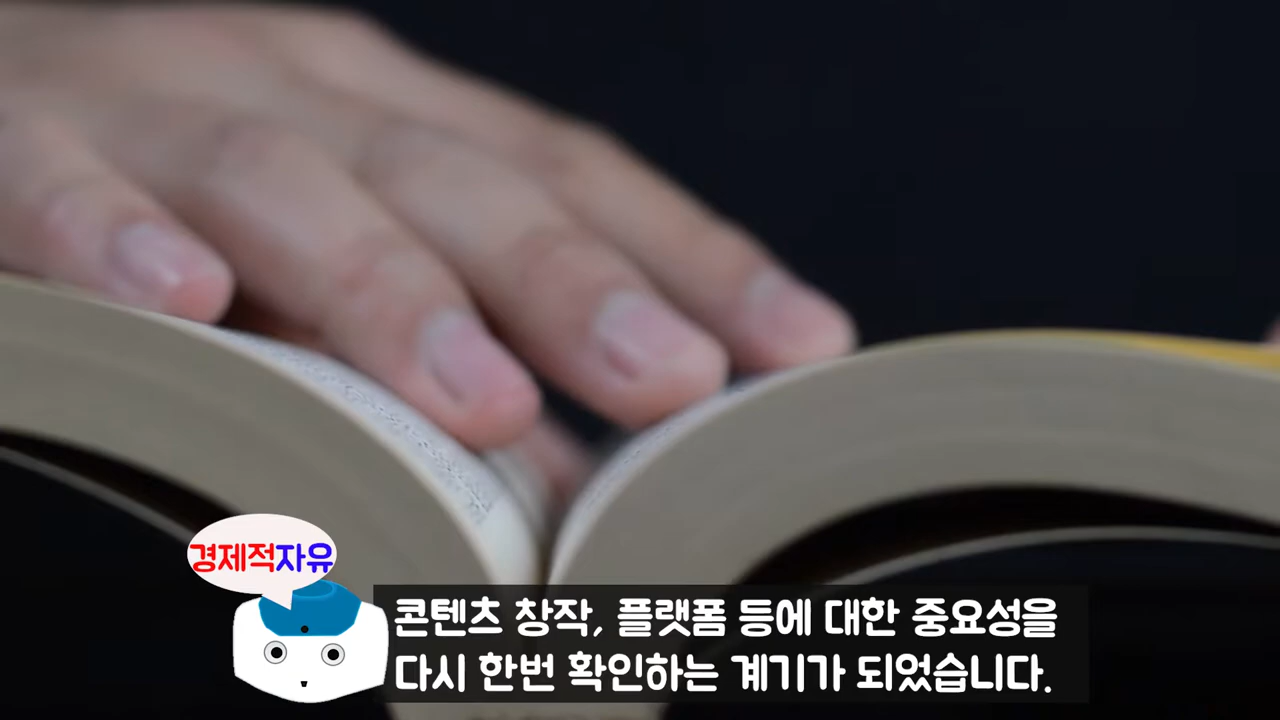 경제적자유
콘텐츠 창작, 플랫폼 등에 대한 중요성을
다시 한번 확인하는 계기가 되었습니다.